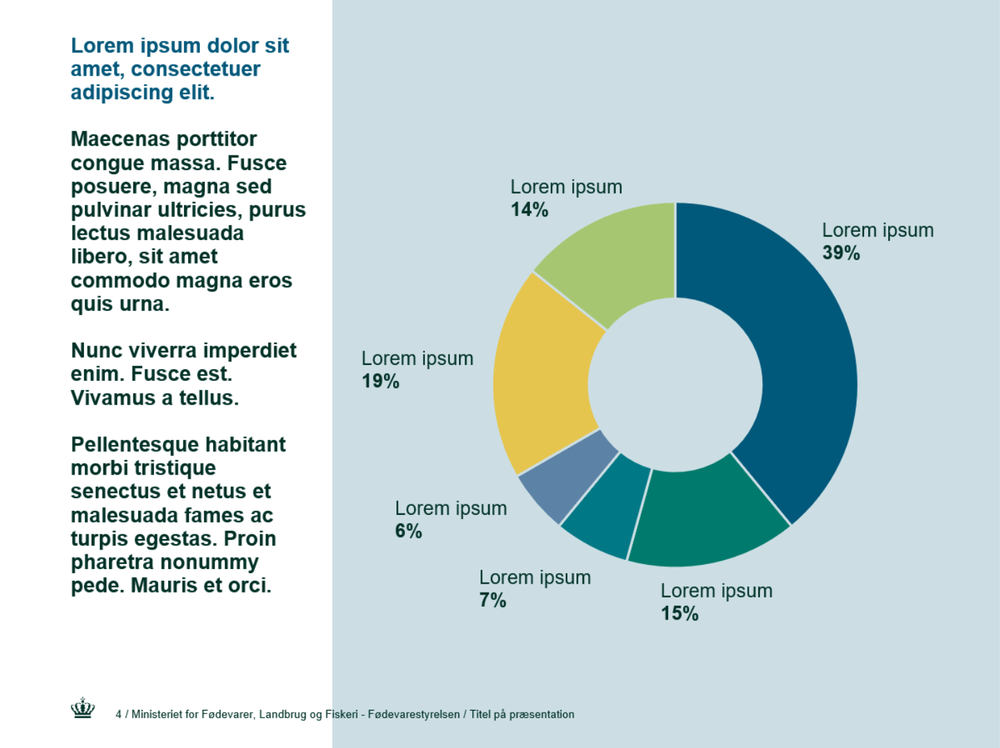 Lorem ipsum dolor sit
amet, consectetuer
adipiscing elit.
Maecenas porttitor
congue massa. Fusce
posuere, magna sed
pulvinar ultricies, purus
lectus malesuada
libero, sit amet
commodo magna eros
quis urna.
Nunc viverra imperdiet
enim. Fusce est.
Vivamus a tellus.
Pellentesque habitant
morbi tristique
senectus et netus et
malesuada fames ac
turpis egestas. Proin
pharetra nonummy
pede. Mauris et orci.
Lorem ipsum
14%
Lorem ipsum
39%
Lorem ipsum
19%
Lorem ipsum
6%
Lorem ipsum
7%
Lorem ipsum
15%
4 / Ministeriet for Fødevarer, Landbrug og Fiskeri - Fødevarestyrelsen / Titel på præsentation